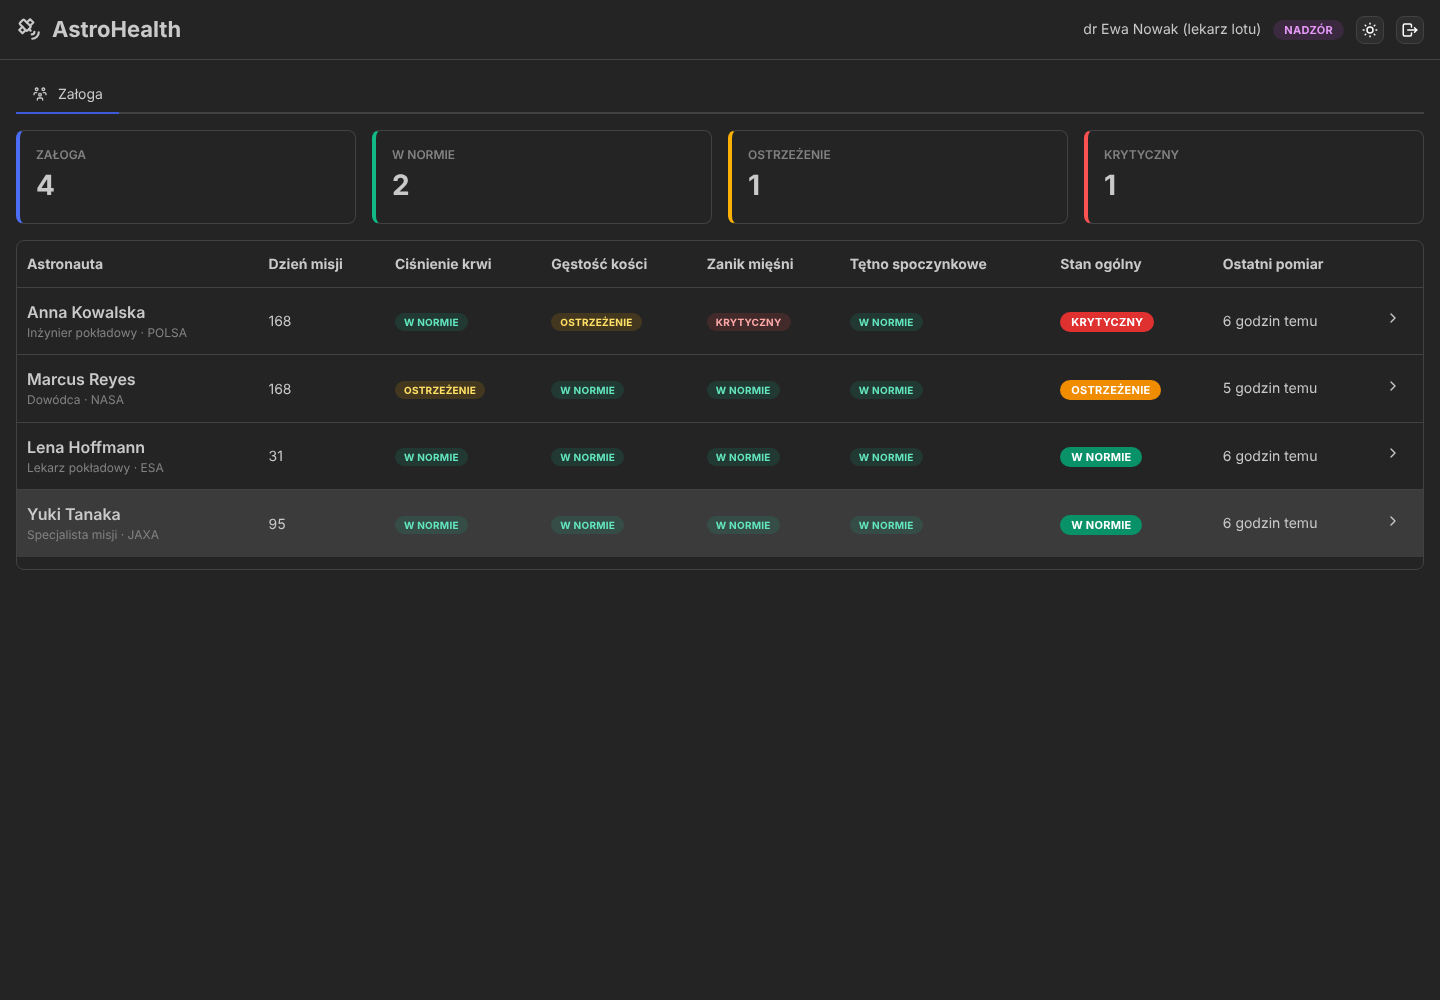 AstroHealth
dr Ewa Nowak (lekarz lotu) NADZÓR
Załoga
ZAŁOGA W NORMIE OSTRZEŻENIE KRYTYCZNY
4 2 1 1
Astronauta Dzień misji Ciśnienie krwi Gęstość kości Zanik mięśni Tętno spoczynkowe Stan ogólny Ostatni pomiar
Anna Kowalska
Inżynier pokładowy · POLSA
168 W NORMIE OSTRZEŻENIE KRYTYCZNY W NORMIE KRYTYCZNY 6 godzin temu
Marcus Reyes
Dowódca · NASA
168 OSTRZEŻENIE W NORMIE W NORMIE W NORMIE OSTRZEŻENIE 5 godzin temu
Lena Hoffmann
Lekarz pokładowy · ESA
31 W NORMIE W NORMIE W NORMIE W NORMIE W NORMIE 6 godzin temu
Yuki Tanaka
Specjalista misji · JAXA
95 W NORMIE W NORMIE W NORMIE W NORMIE W NORMIE 6 godzin temu